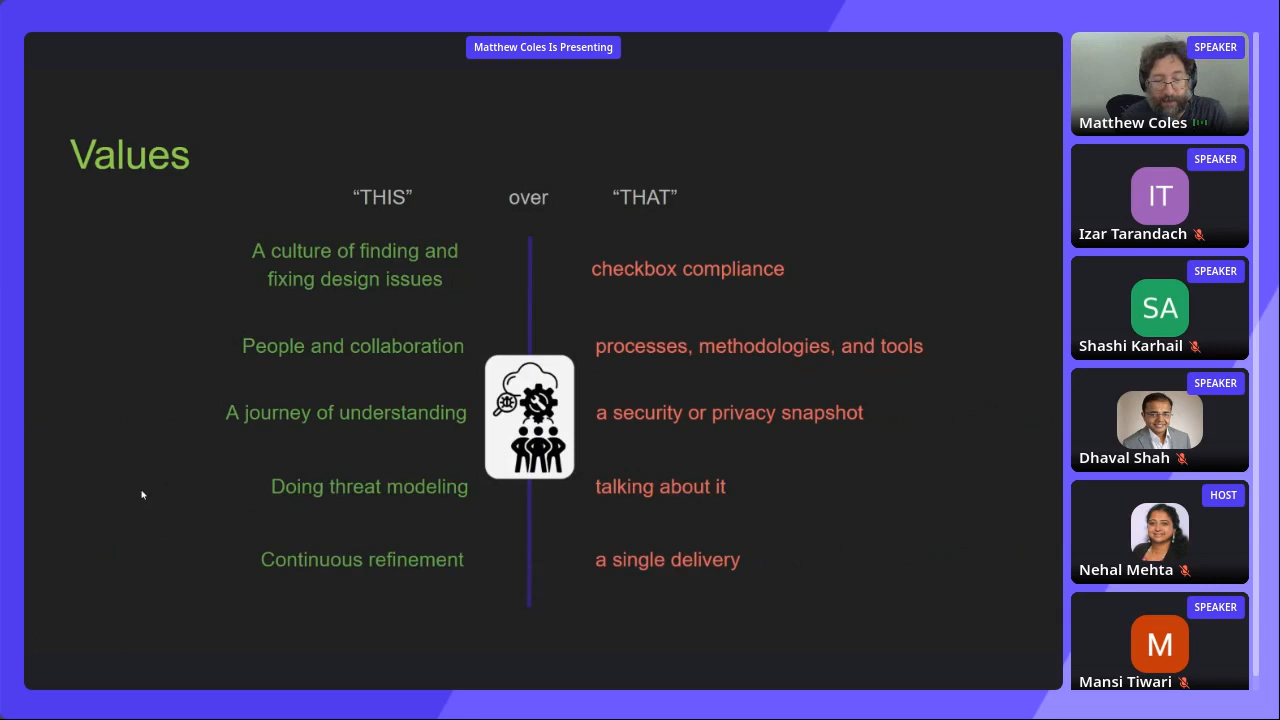 Matthew Coles Is Presenting
Values
“THIS” over “THAT”
A culture of finding and
fixing design issues
checkbox compliance
People and collaboration
processes, methodologies, and tools
A journey of understanding
a security or privacy snapshot
Doing threat modeling
talking about it
Continuous refinement
a single delivery
SPEAKER
Matthew Coles
SPEAKER
IT
Izar Tarandach
SPEAKER
SA
Shashi Karhail
SPEAKER
Dhaval Shah
HOST
Nehal Mehta
SPEAKER
M
Mansi Tiwari